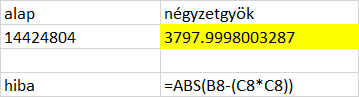 alap négyzetgyök
14424804 3797.9998003287
hiba =ABS(B8-(C8*C8))